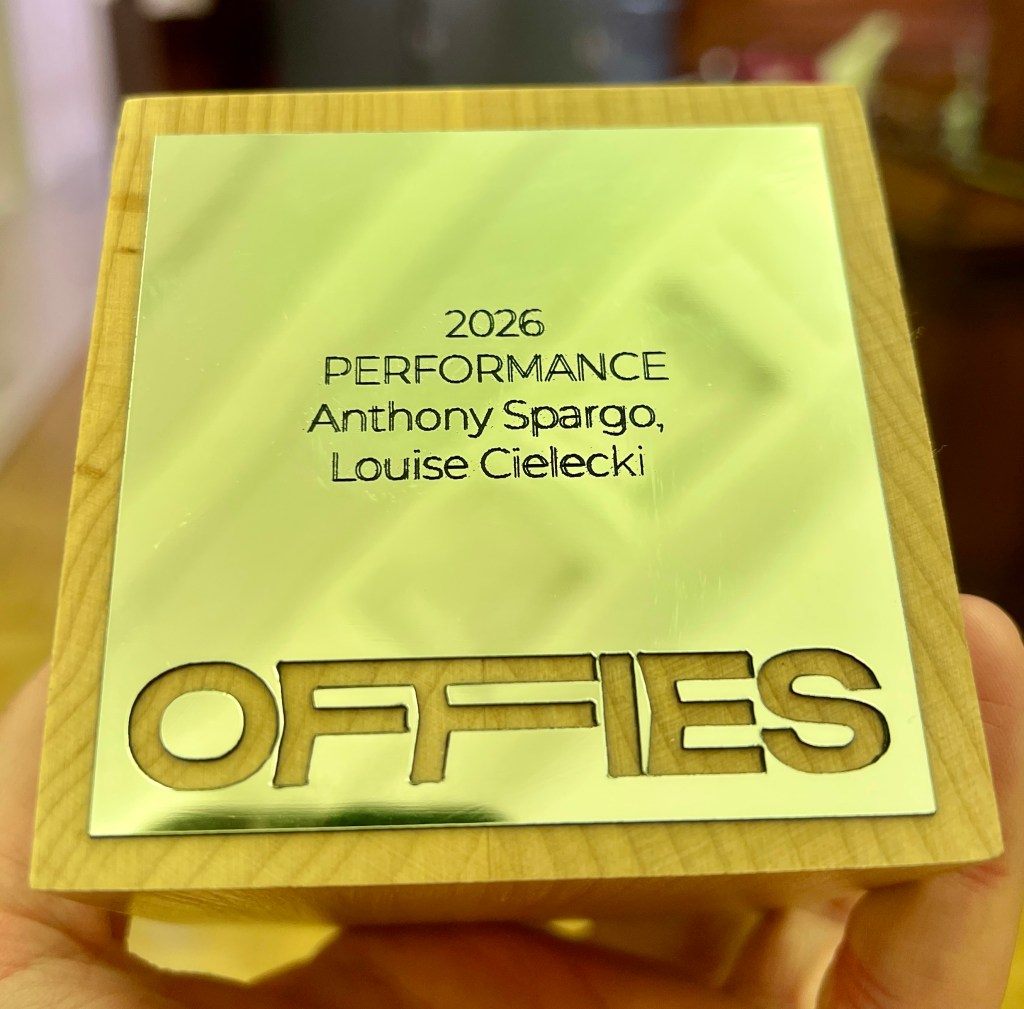 2026
PERFORMANCE
Anthony Spargo,
Louise Cielecki
OFFIES